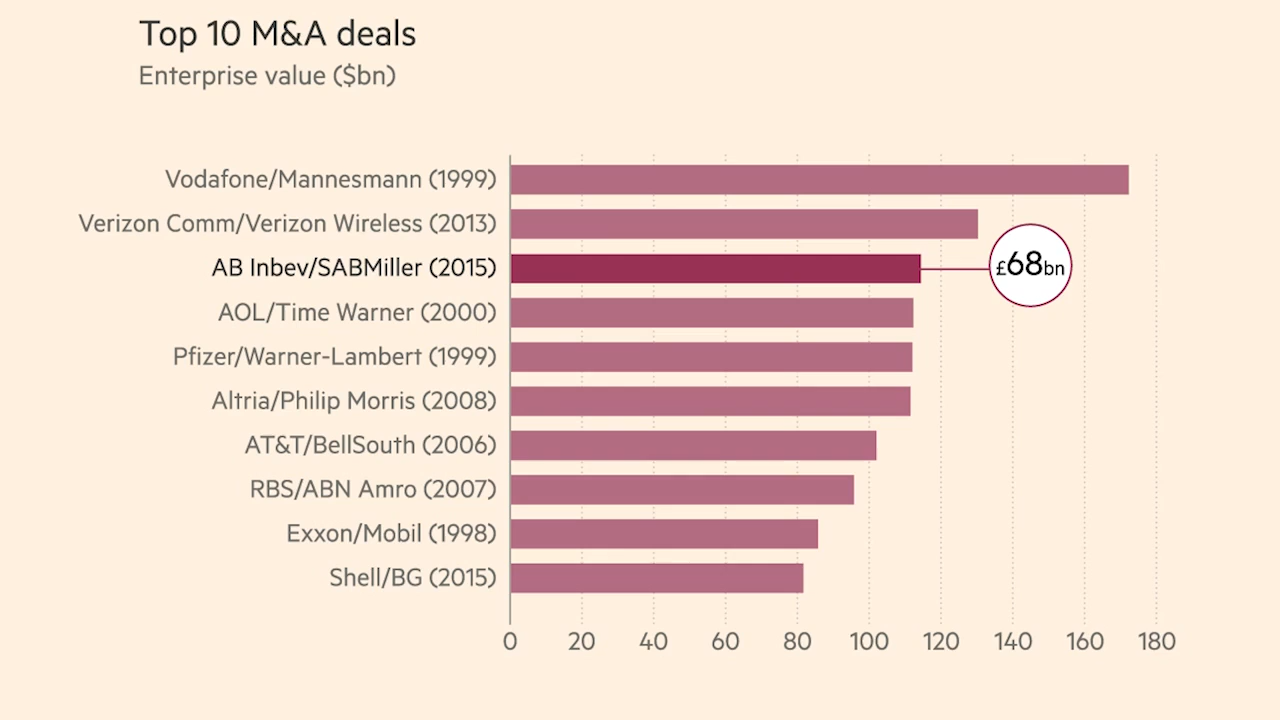 Top 10 M&A deals
Enterprise value ($bn)
Vodafone/Mannesmann (1999)
Verizon Comm/Verizon Wireless (2013)
AB Inbev/SABMiller (2015)
£68bn
AOL/Time Warner (2000)
Pfizer/Warner-Lambert (1999)
Altria/Philip Morris (2008)
AT&T/BellSouth (2006)
RBS/ABN Amro (2007)
Exxon/Mobil (1998)
Shell/BG (2015)
0 20 40 60 80 100 120 140 160 180